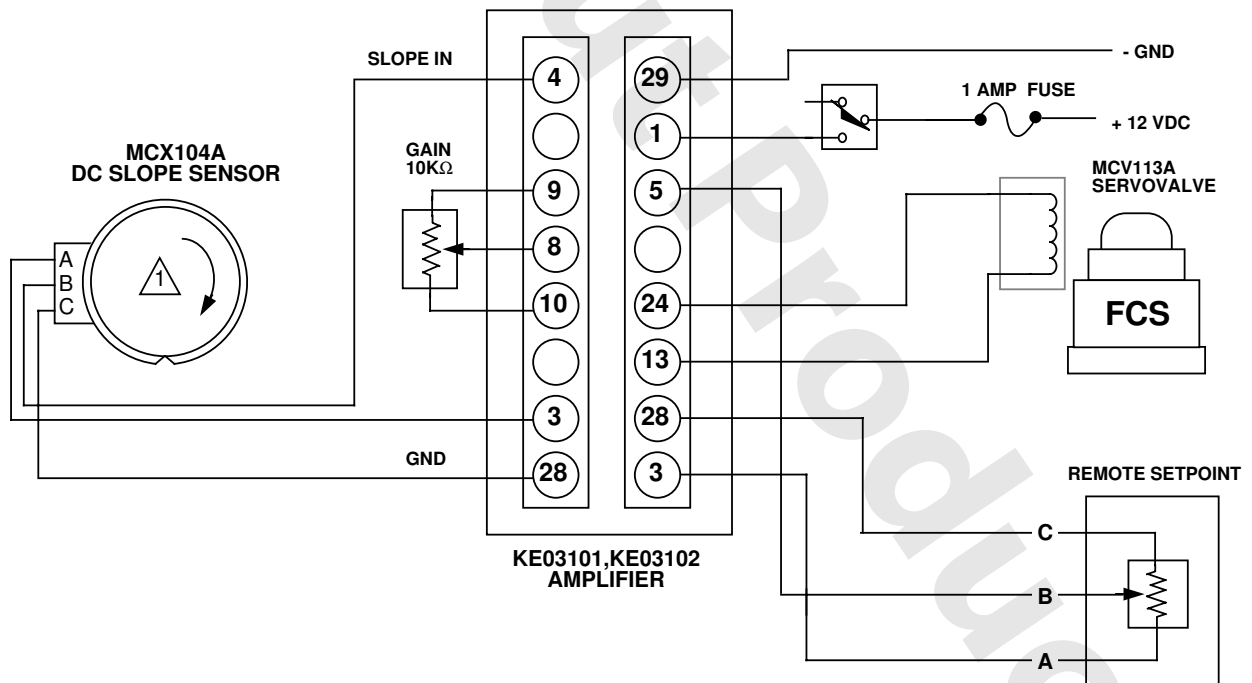 SLOPE IN
4
29
- GND
1 AMP FUSE
1
+ 12 VDC
MCX104A
DC SLOPE SENSOR
GAIN
10KΩ
9
5
MCV113A
SERVOVALVE
A
B
C
1
8
10
24
FCS
13
3
28
GND
28
3
REMOTE SETPOINT
KE03101,KE03102
AMPLIFIER
C
B
A